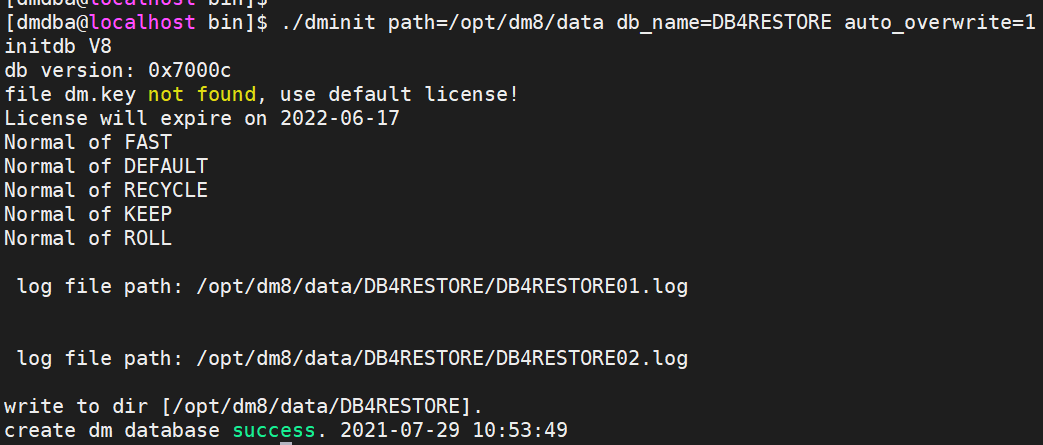 [dmdba@localhost bin]$
[dmdba@localhost bin]$ ./dminit path=/opt/dm8/data db_name=DB4RESTORE auto_overwrite=1
initdb V8
db version: 0x7000c
file dm.key not found, use default license!
License will expire on 2022-06-17
Normal of FAST
Normal of DEFAULT
Normal of RECYCLE
Normal of KEEP
Normal of ROLL
log file path: /opt/dm8/data/DB4RESTORE/DB4RESTORE01.log
log file path: /opt/dm8/data/DB4RESTORE/DB4RESTORE02.log
write to dir [/opt/dm8/data/DB4RESTORE].
create dm database success. 2021-07-29 10:53:49